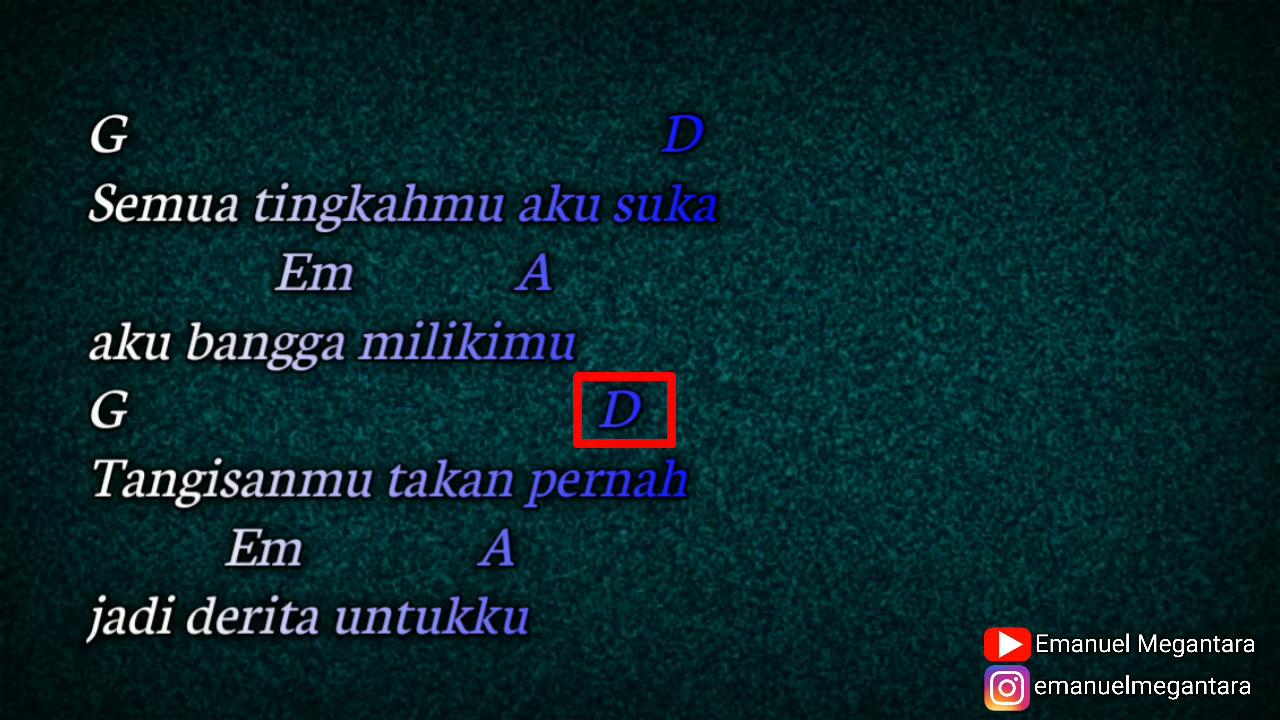 G D
Semua tingkahmu aku suka
Em A
aku bangga milikimu
G D
Tangisanmu takan pernah
Em A
jadi derita untukku
Emanuel Megantara
emanuelmegantara